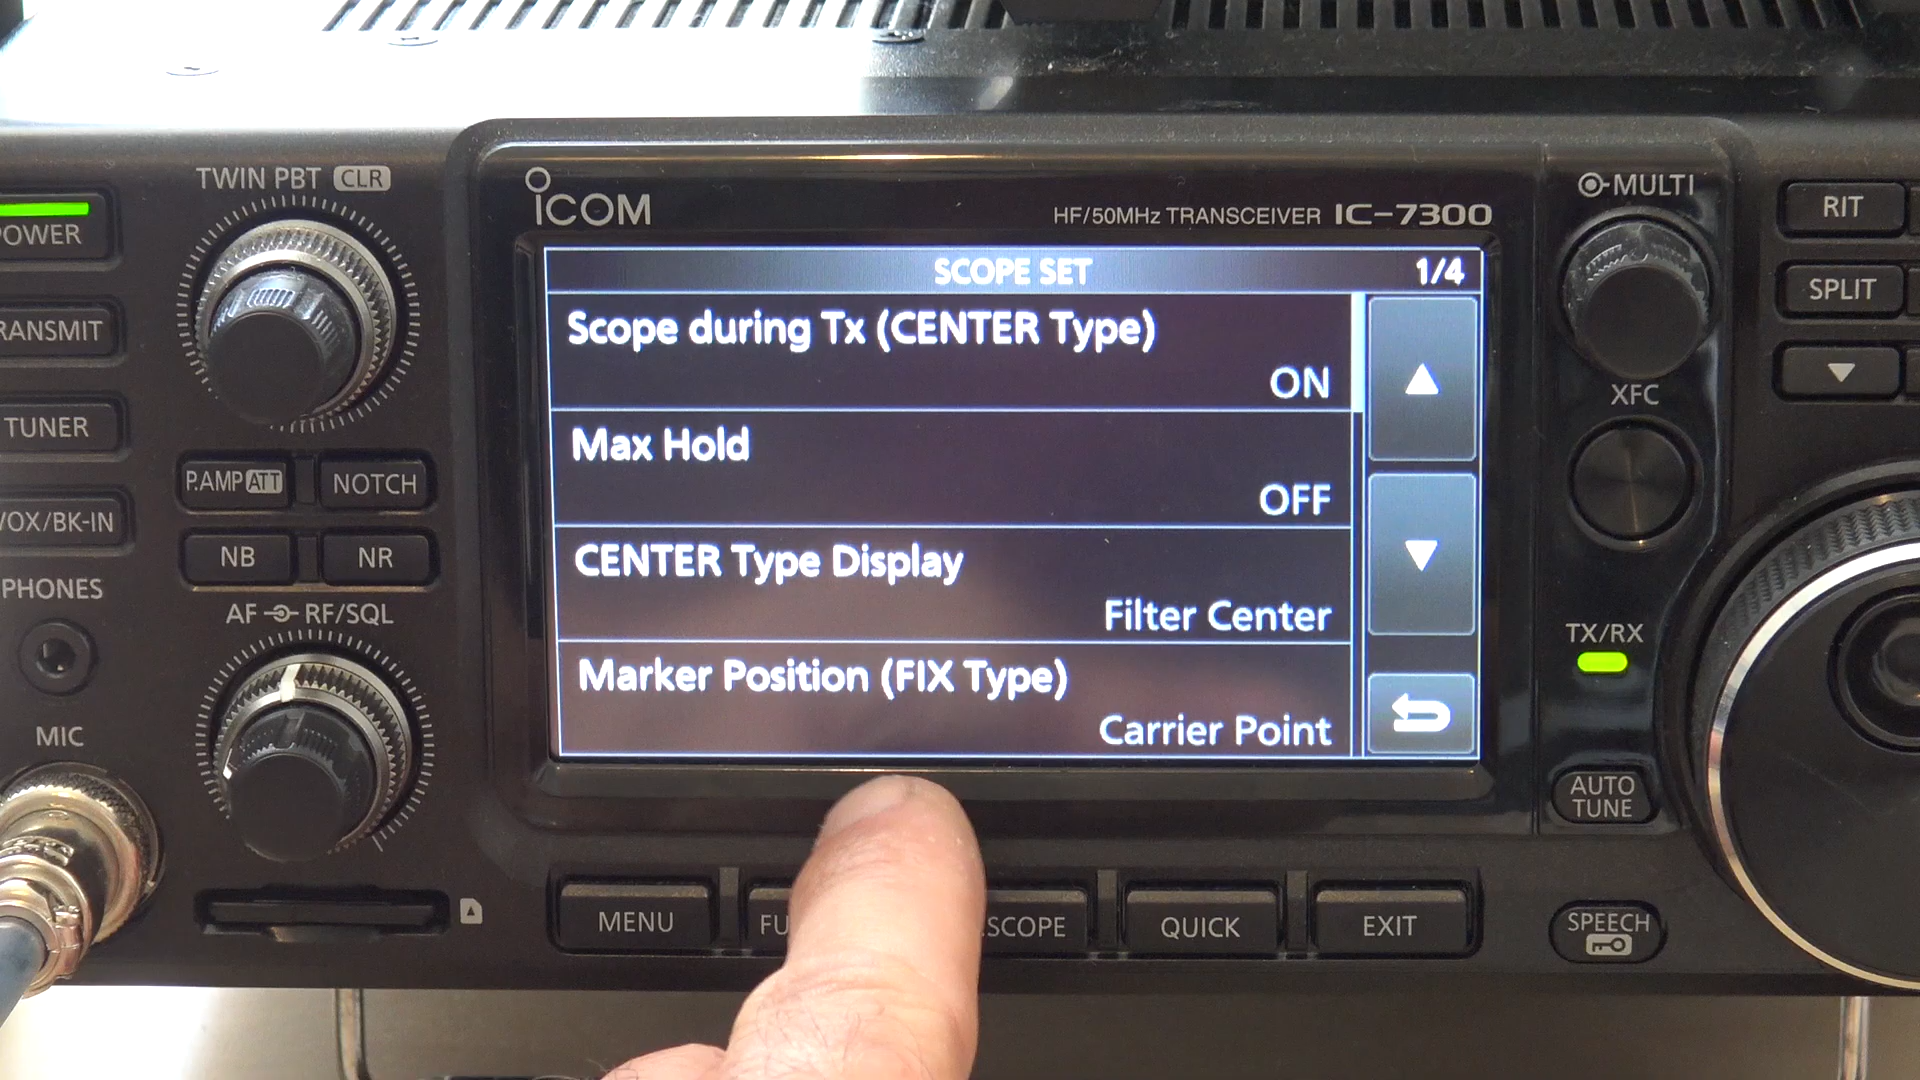 TWIN PBT CLR
POWER
TRANSMIT
TUNER
P.AMP ATT
NOTCH
VOX/BK-IN
NB
NR
PHONES
AF RF/SQL
MIC
ICOM
HF/50MHz TRANSCEIVER IC-7300
SCOPE SET 1/4
Scope during Tx (CENTER Type)
ON
Max Hold
OFF
CENTER Type Display
Filter Center
Marker Position (FIX Type)
Carrier Point
MENU
FU
.SCOPE
QUICK
EXIT
MULTI
RIT
SPLIT
XFC
TX/RX
AUTO
TUNE
SPEECH